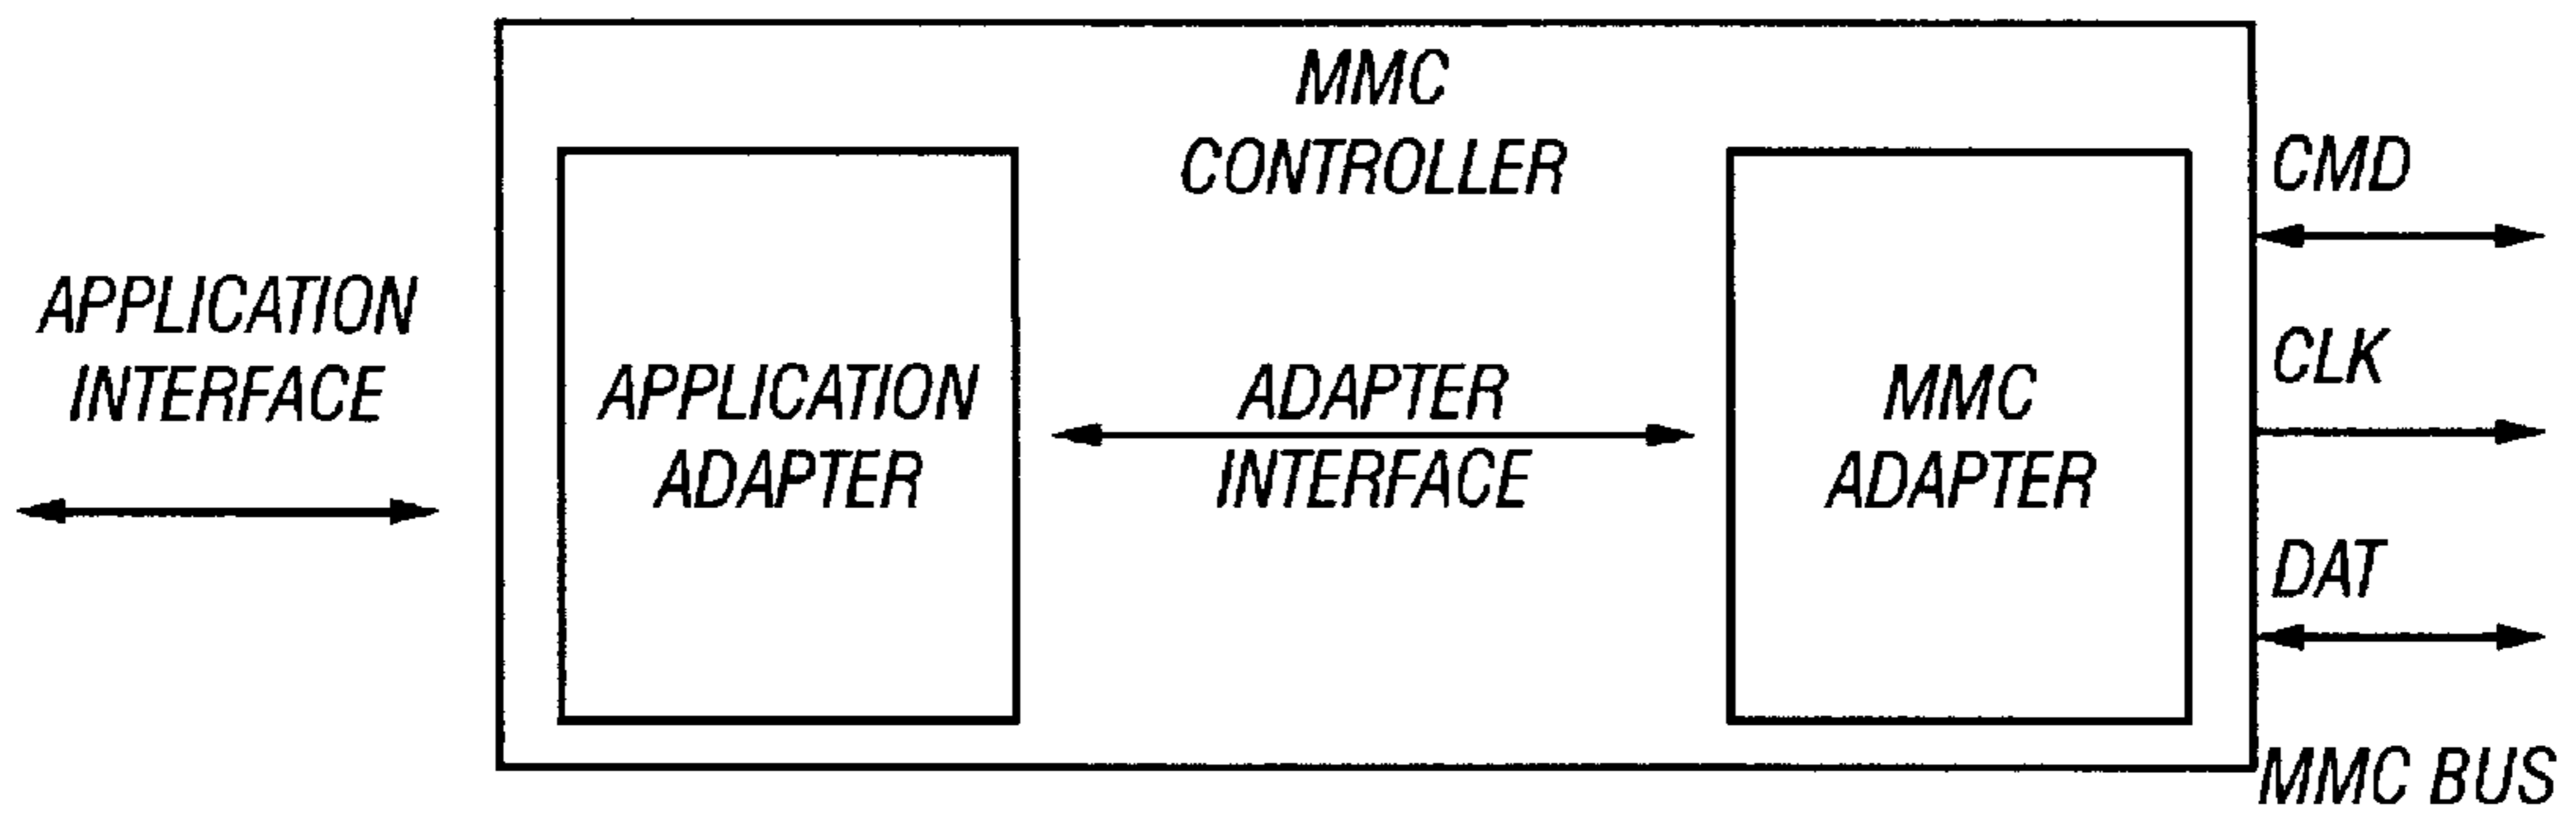 MMC
CONTROLLER
APPLICATION
INTERFACE
APPLICATION
ADAPTER
ADAPTER
INTERFACE
MMC
ADAPTER
CMD
CLK
DAT
MMC BUS